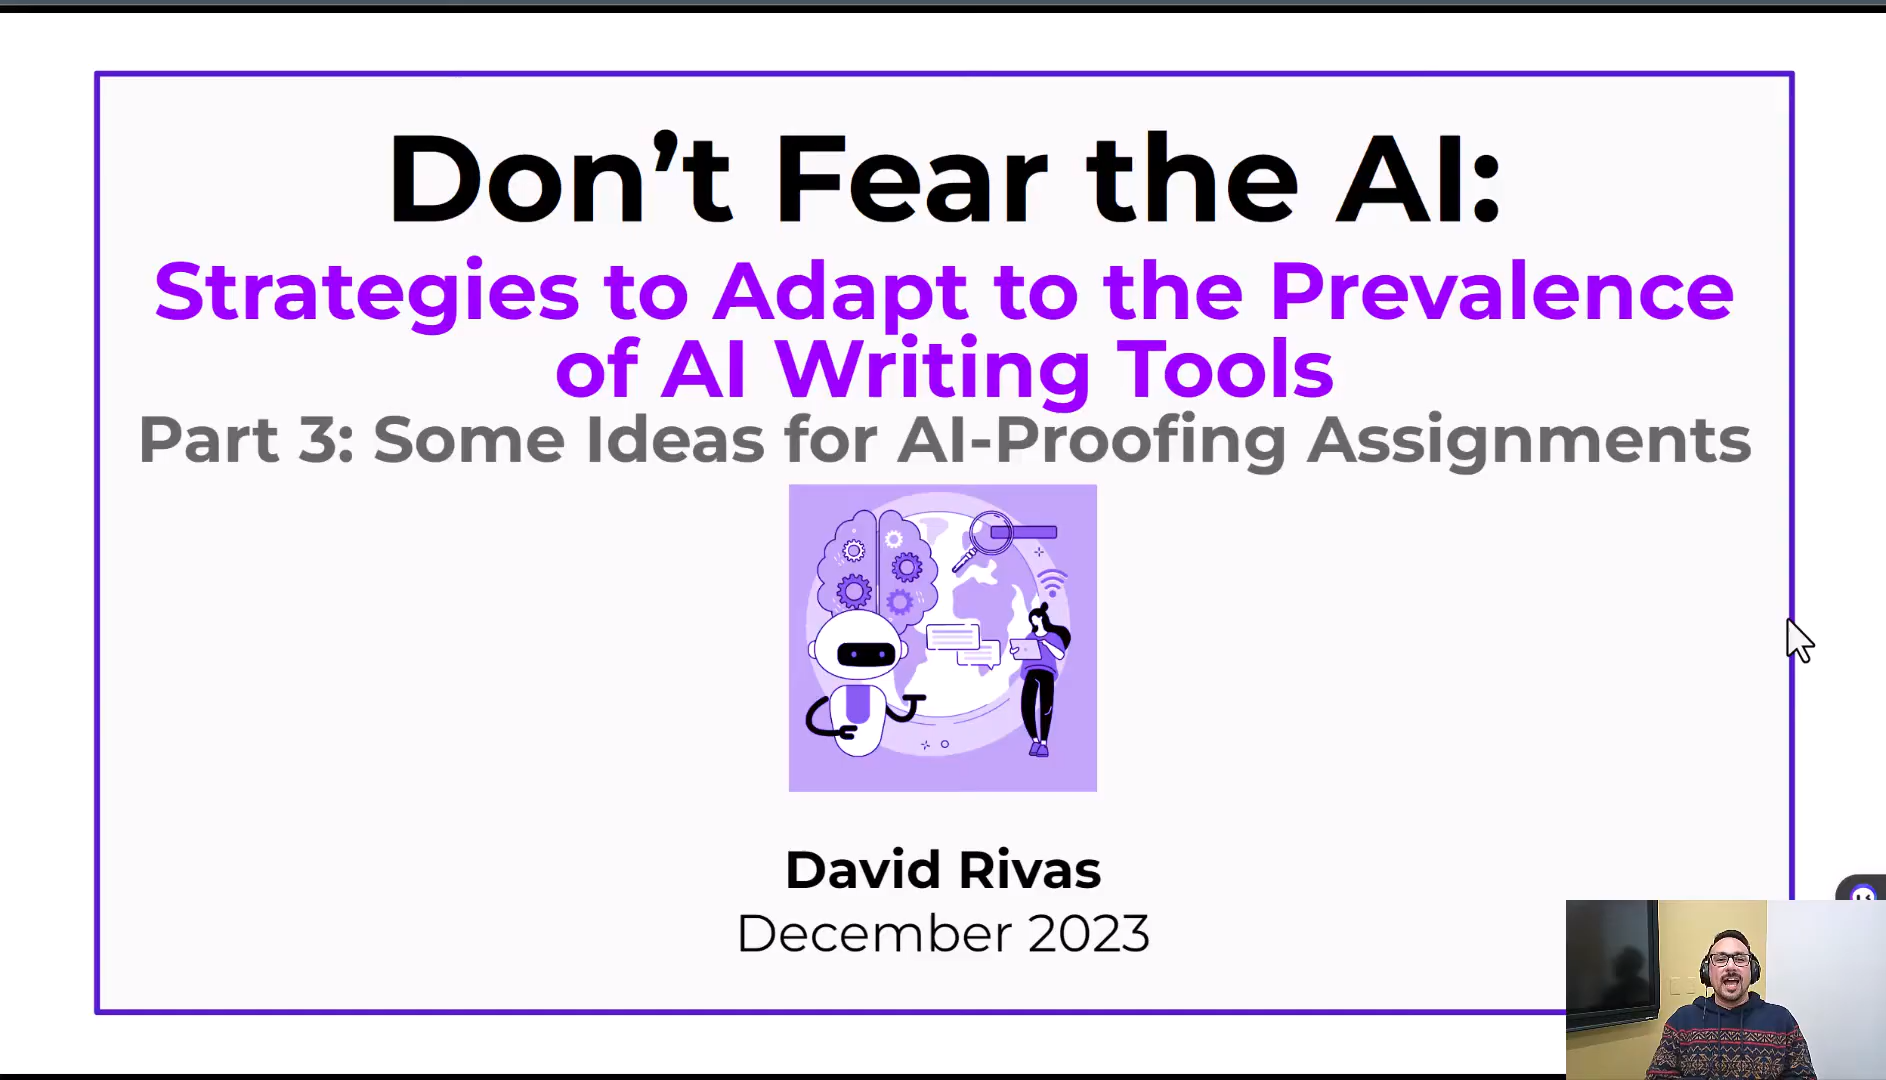 Don’t Fear the AI:
Strategies to Adapt to the Prevalence
of AI Writing Tools
Part 3: Some Ideas for AI-Proofing Assignments
David Rivas
December 2023